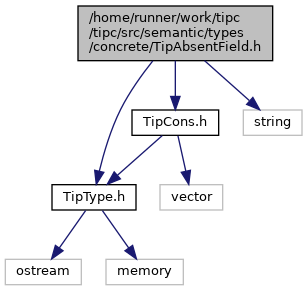 /home/runner/work/tipc
/tipc/src/semantic/types
/concrete/TipAbsentField.h
TipCons.h
string
TipType.h
vector
ostream
memory